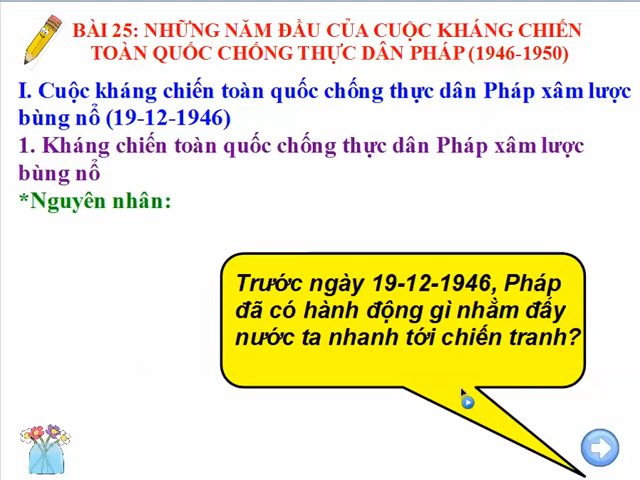 BÀI 25: NHỮNG NĂM ĐẦU CỦA CUỘC KHÁNG CHIẾN
TOÀN QUỐC CHỐNG THỰC DÂN PHÁP (1946-1950)
I. Cuộc kháng chiến toàn quốc chống thực dân Pháp xâm lược
bùng nổ (19-12-1946)
1. Kháng chiến toàn quốc chống thực dân Pháp xâm lược
bùng nổ
*Nguyên nhân:
Trước ngày 19-12-1946, Pháp
đã có hành động gì nhằm đẩy
nước ta nhanh tới chiến tranh?